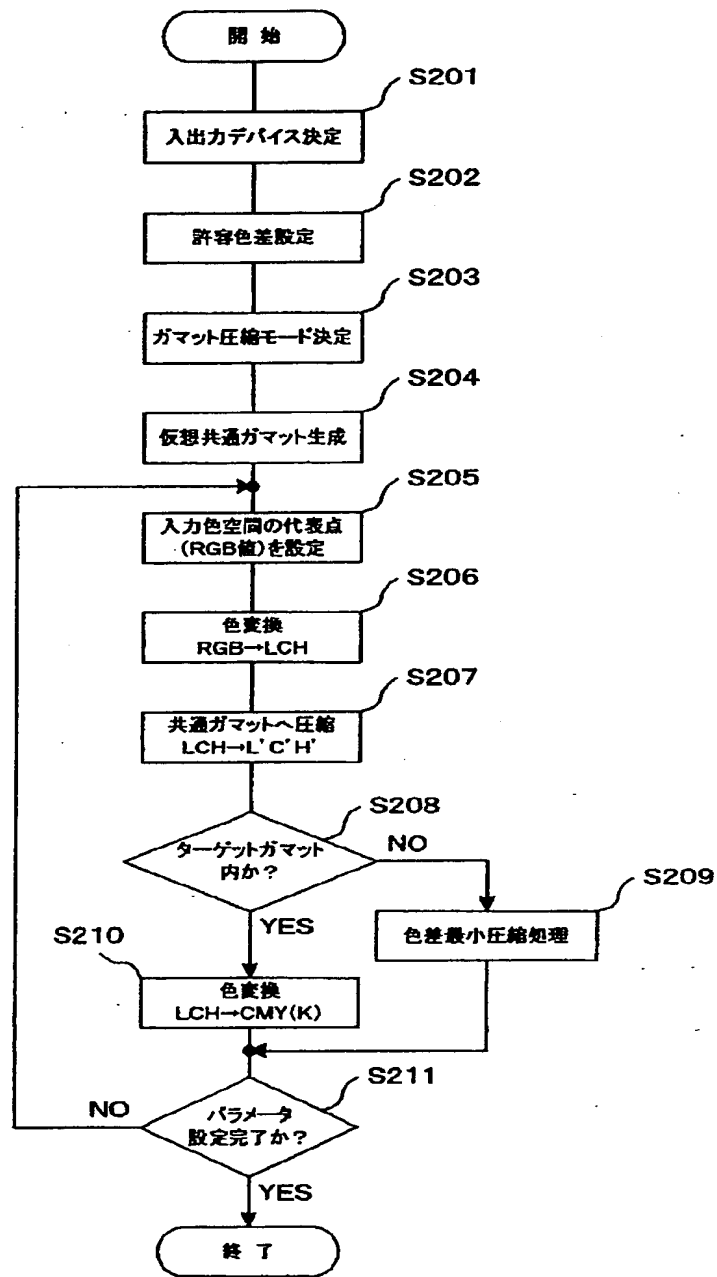 開 始
S201
入出力デバイス決定
S202
許容色差設定
S203
ガマット圧縮モード決定
S204
仮想共通ガマット生成
S205
入力色空間の代表点
(RGB値)を設定
S206
色変換
RGB→LCH
S207
共通ガマットへ圧縮
LCH→L'C'H'
S208
ターゲットガマット
内か?
NO
S209
色差最小圧縮処理
YES
S210
色変換
LCH→CMY(K)
S211
NO
パラメータ
設定完了か?
YES
終 了